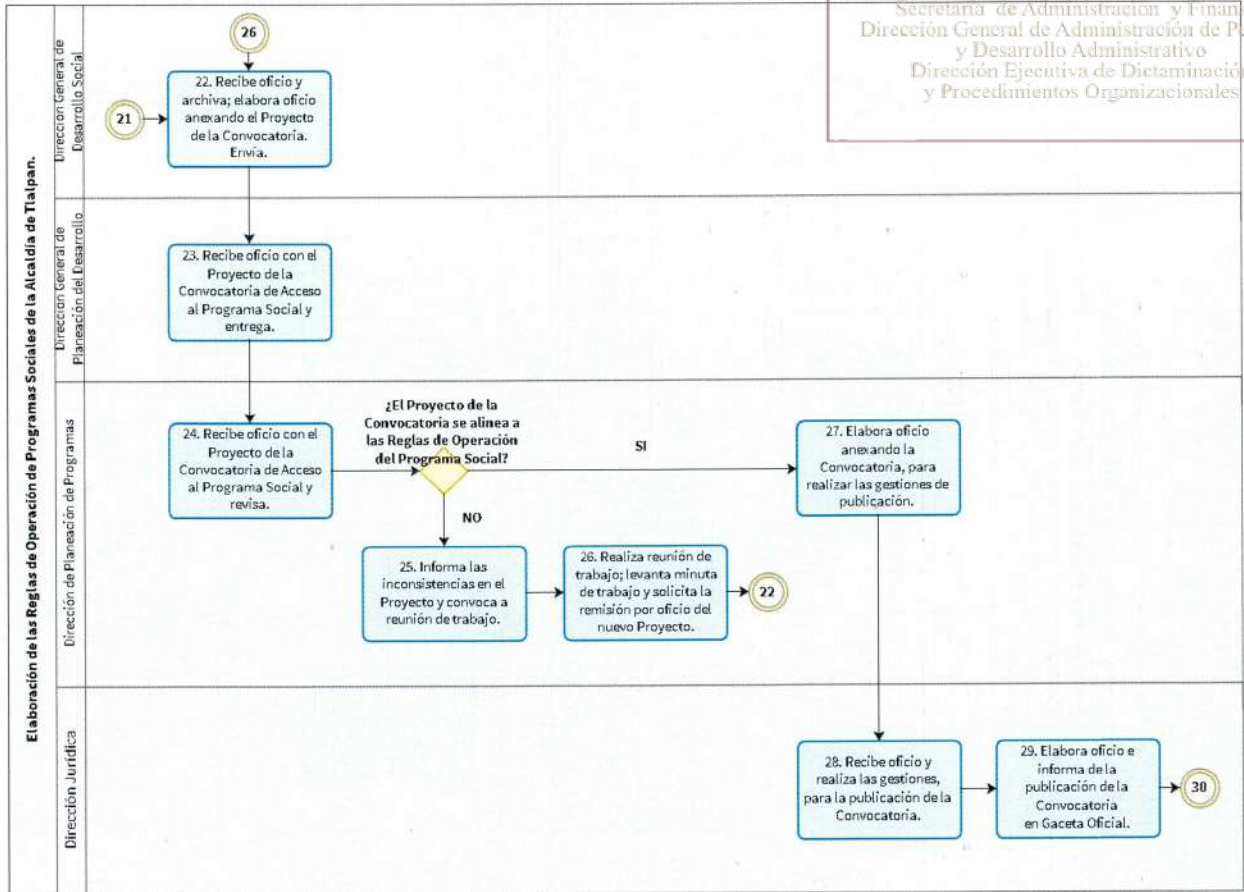 Secretaría de Administración y Finan
Dirección General de Administración de P
y Desarrollo Administrativo
Dirección Ejecutiva de Dictaminación
y Procedimientos Organizacionales
Elaboración de las Reglas de Operación de Programas Sociales de la Alcaldía de Tlalpan.
Dirección General de
Desarrollo Social
26
21
22. Recibe oficio y
archiva; elabora oficio
anexando el Proyecto
de la Convocatoria.
Envía.
Dirección General de
Planeación del Desarrollo
23. Recibe oficio con el
Proyecto de la
Convocatoria de Acceso
al Programa Social y
entrega.
Dirección de Planeación de Programas
24. Recibe oficio con el
Proyecto de la
Convocatoria de Acceso
al Programa Social y
revisa.
¿El Proyecto de la
Convocatoria se alinea a
las Reglas de Operación
del Programa Social?
SI
NO
27. Elabora oficio
anexando la
Convocatoria, para
realizar las gestiones de
publicación.
25. Informa las
inconsistencias en el
Proyecto y convoca a
reunión de trabajo.
26. Realiza reunión de
trabajo; levanta minuta
de trabajo y solicita la
remisión por oficio del
nuevo Proyecto.
22
Dirección Jurídica
28. Recibe oficio y
realiza las gestiones,
para la publicación de la
Convocatoria.
29. Elabora oficio e
informa de la
publicación de la
Convocatoria
en Gaceta Oficial.
30